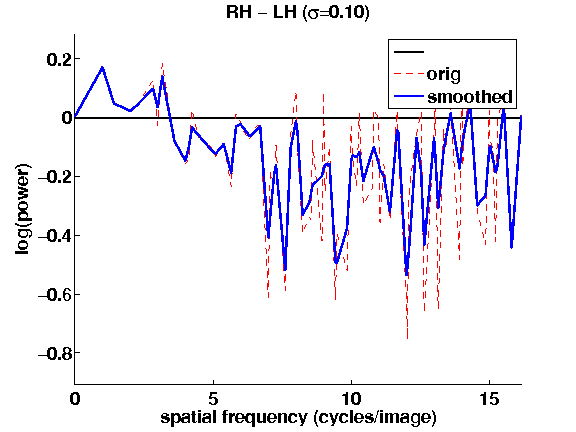 RH − LH (σ=0.10)
orig
smoothed
0.2
0
−0.2
−0.4
−0.6
−0.8
log(power)
0 5 10 15
spatial frequency (cycles/image)